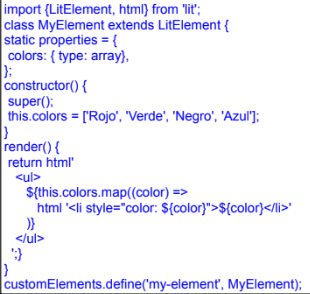 import {LitElement, html} from 'lit';
class MyElement extends LitElement {
static properties = {
colors: { type: array},
};
constructor() {
super();
this.colors = ['Rojo', 'Verde', 'Negro', 'Azul'];
}
render() {
return html'
<ul>
${this.colors.map((color) =>
html '<li style="color: ${color}">${color}</li>'
)}
</ul>
';}
}
customElements.define('my-element', MyElement);